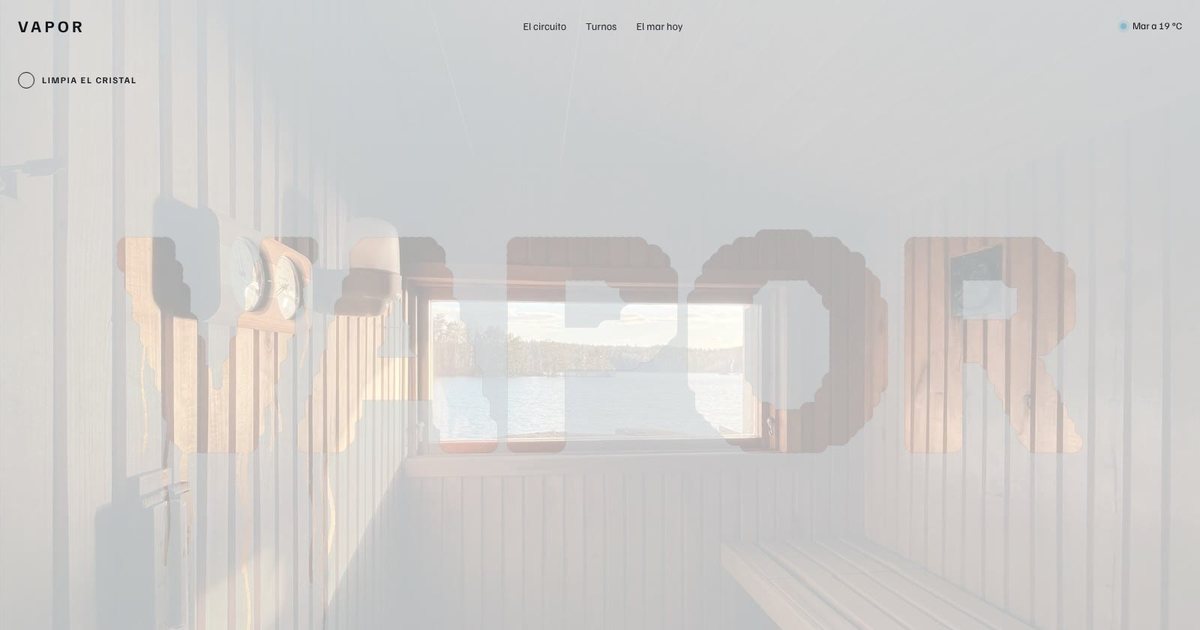 VAPOR
El circuito
Turnos
El mar hoy
Mar a 19 °C
LIMPIA EL CRISTAL
VAPOR